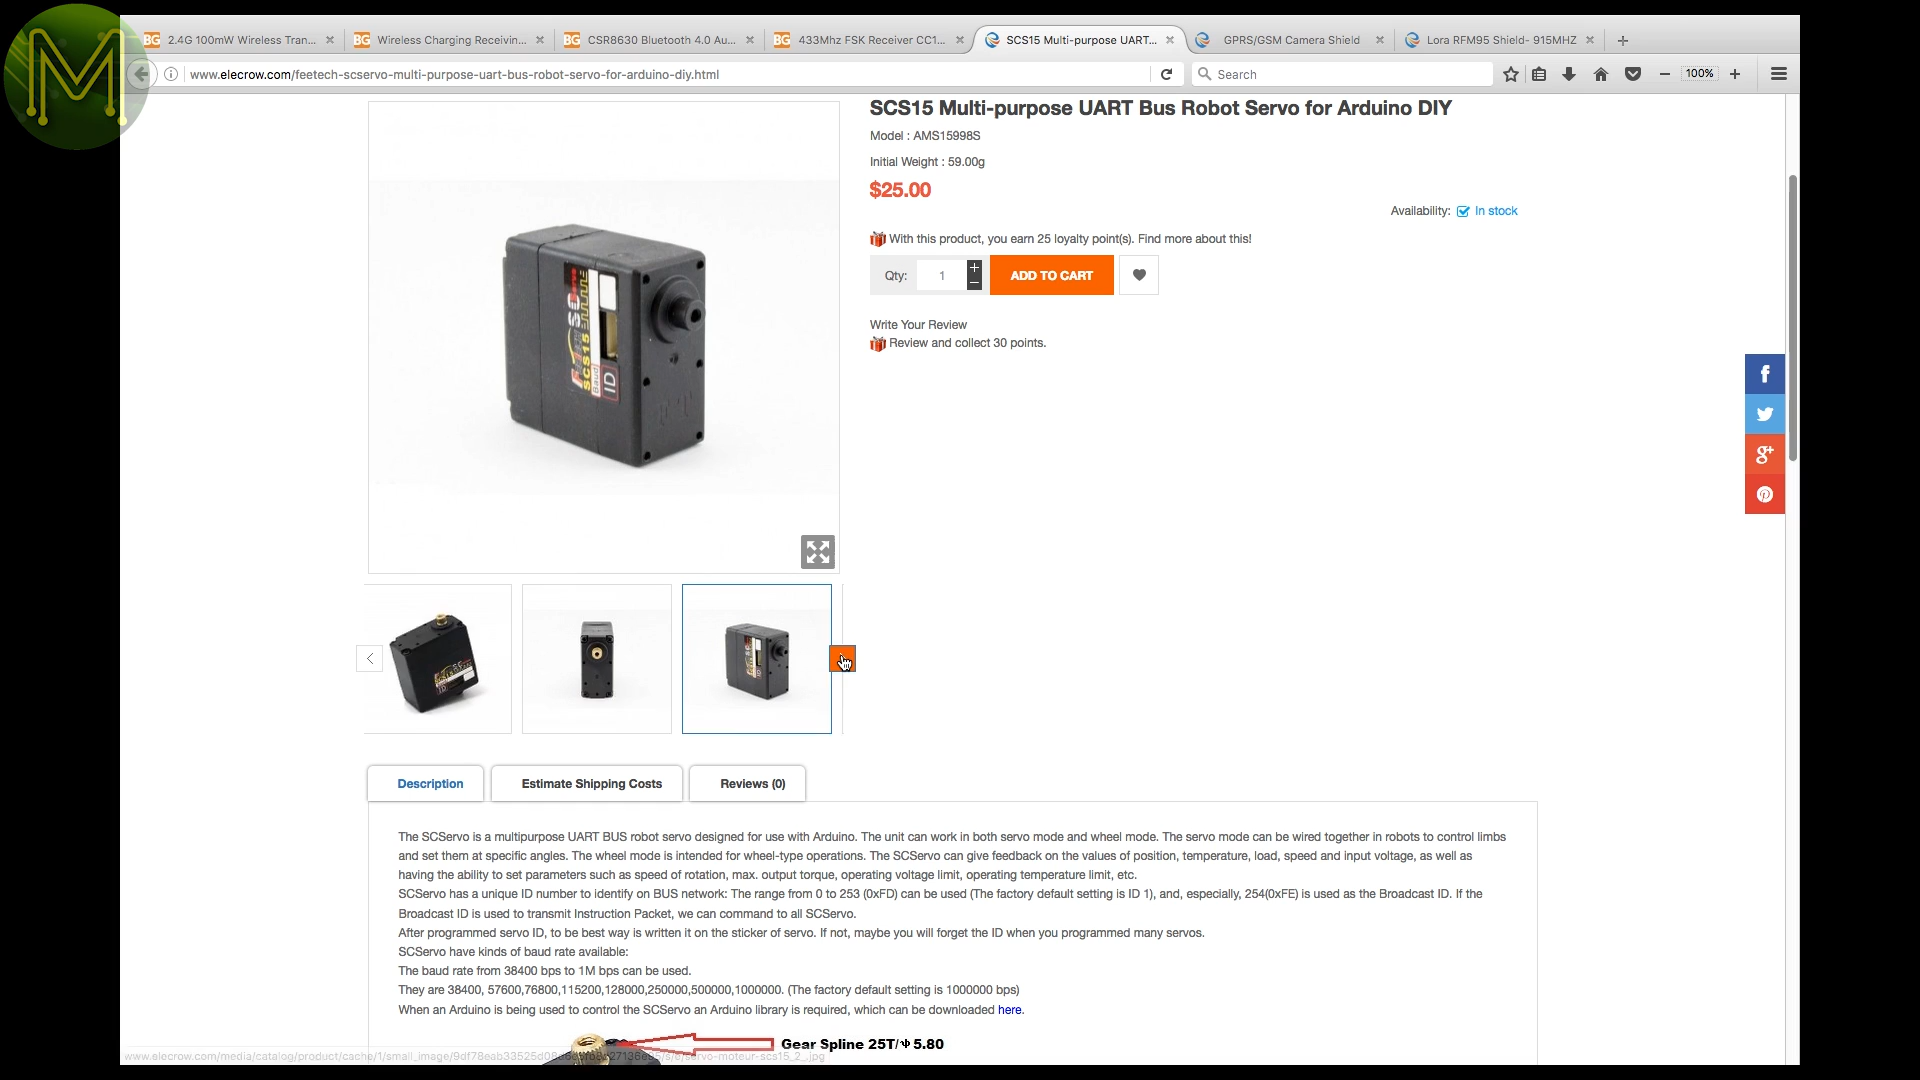 M
BG 2.4G 100mW Wireless Tran... BG Wireless Charging Receivin... BG CSR8630 Bluetooth 4.0 Au... BG 433Mhz FSK Receiver CC1... SCS15 Multi-purpose UART... GPRS/GSM Camera Shield Lora RFM95 Shield- 915MHZ
www.elecrow.com/feetech-scservo-multi-purpose-uart-bus-robot-servo-for-arduino-diy.html Search 100%
SCS15 Multi-purpose UART Bus Robot Servo for Arduino DIY
Model : AMS15998S
Initial Weight : 59.00g
$25.00
Availability: In stock
With this product, you earn 25 loyalty point(s). Find more about this!
Qty: 1 ADD TO CART
Write Your Review
Review and collect 30 points.
SCS15
Baud
ID
Description Estimate Shipping Costs Reviews (0)
The SCServo is a multipurpose UART BUS robot servo designed for use with Arduino. The unit can work in both servo mode and wheel mode. The servo mode can be wired together in robots to control limbs
and set them at specific angles. The wheel mode is intended for wheel-type operations. The SCServo can give feedback on the values of position, temperature, load, speed and input voltage, as well as
having the ability to set parameters such as speed of rotation, max. output torque, operating voltage limit, operating temperature limit, etc.
SCServo has a unique ID number to identify on BUS network: The range from 0 to 253 (0xFD) can be used (The factory default setting is ID 1), and, especially, 254(0xFE) is used as the Broadcast ID. If the
Broadcast ID is used to transmit Instruction Packet, we can command to all SCServo.
After programmed servo ID, to be best way is written it on the sticker of servo. If not, maybe you will forget the ID when you programmed many servos.
SCServo have kinds of baud rate available:
The baud rate from 38400 bps to 1M bps can be used.
They are 38400, 57600,76800,115200,128000,250000,500000,1000000. (The factory default setting is 1000000 bps)
When an Arduino is being used to control the SCServo an Arduino library is required, which can be downloaded here.
Gear Spline 25T/ψ 5.80